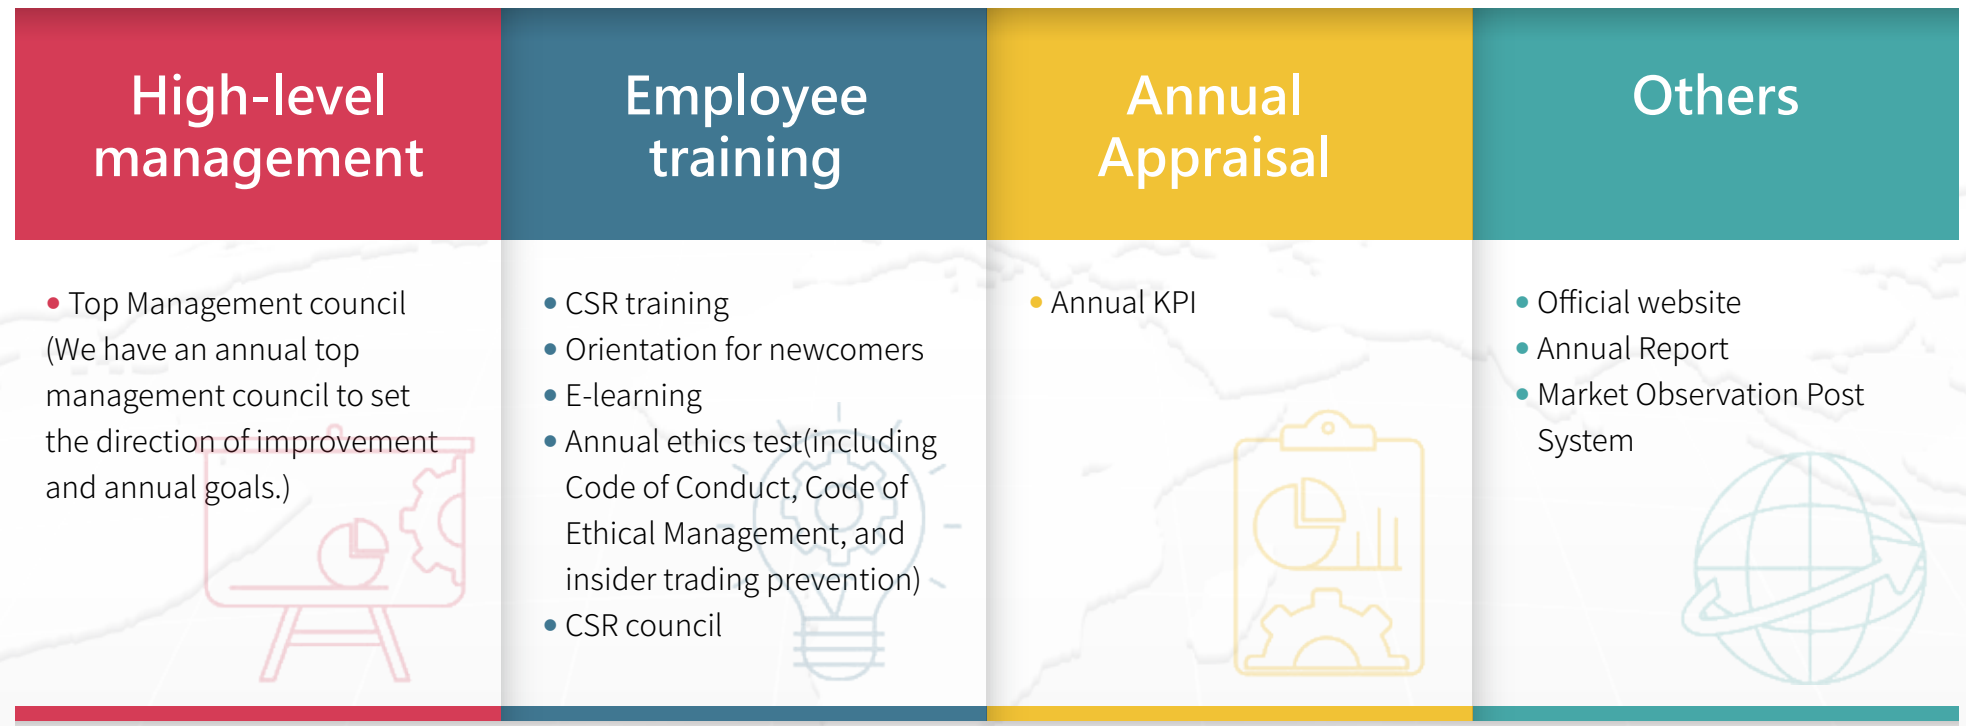 High-level
management
• Top Management council
(We have an annual top
management council to set
the direction of improvement
and annual goals.)
Employee
training
• CSR training
• Orientation for newcomers
• E-learning
• Annual ethics test(including
Code of Conduct, Code of
Ethical Management, and
insider trading prevention)
• CSR council
Annual
Appraisal
• Annual KPI
Others
• Official website
• Annual Report
• Market Observation Post
System